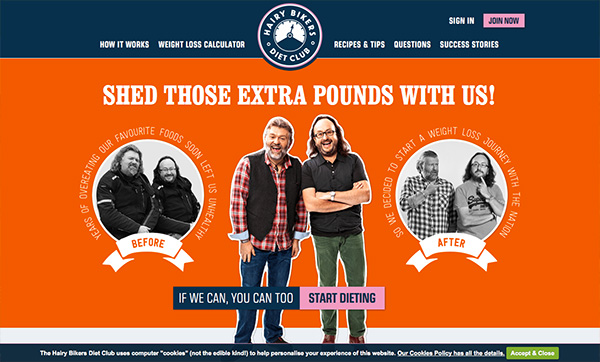 SIGN IN
JOIN NOW
HOW IT WORKS
WEIGHT LOSS CALCULATOR
HAIRY BIKERS
DIET CLUB
RECIPES & TIPS
QUESTIONS
SUCCESS STORIES
SHED THOSE EXTRA POUNDS WITH US!
YEARS OF OVEREATING OUR FAVOURITE FOODS SOON LEFT US UNHEALTHY
BEFORE
SO WE DECIDED TO START A WEIGHT LOSS JOURNEY WITH THE NATION
AFTER
IF WE CAN, YOU CAN TOO
START DIETING
The Hairy Bikers Diet Club uses computer "cookies" (not the edible kind!) to help personalise your experience of this website. Our Cookies Policy has all the details.
Accept & Close